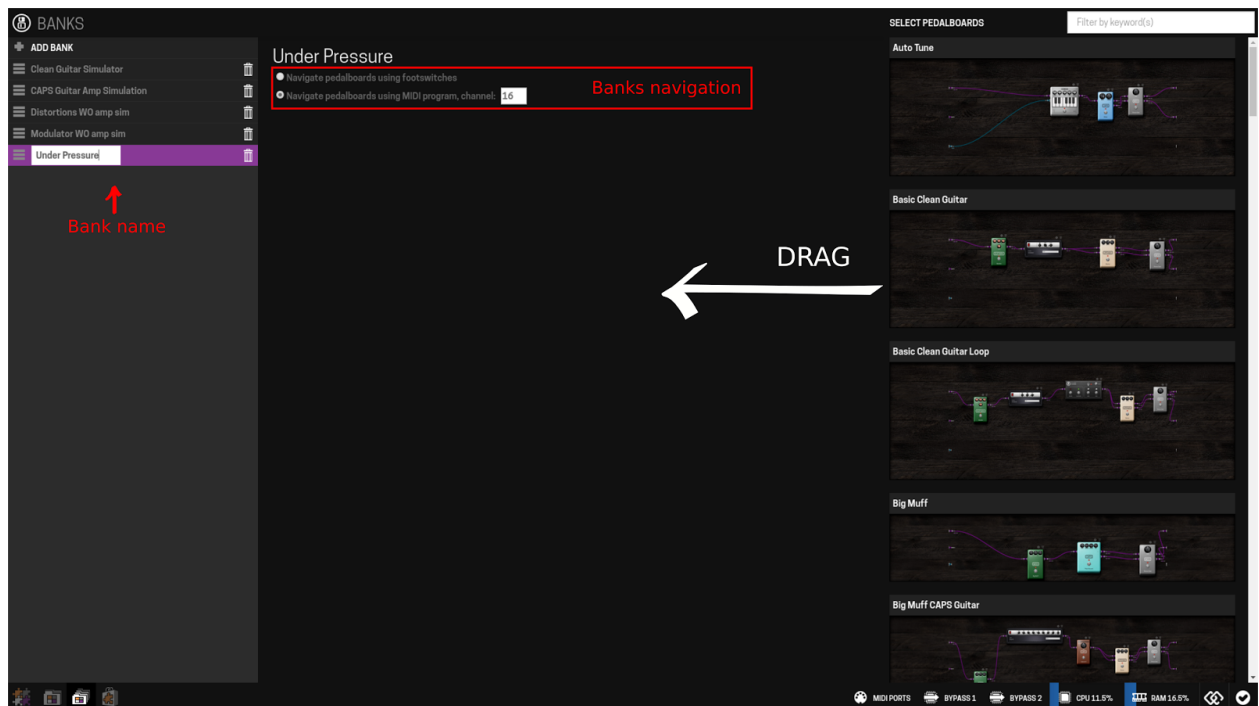 BANKS
ADD BANK
Clean Guitar Simulator
CAPS Guitar Amp Simulation
Distortions WO amp sim
Modulator WO amp sim
Under Pressure
Bank name
Under Pressure
Navigate pedalboards using footswitches
Navigate pedalboards using MIDI program, channel: 16
Banks navigation
DRAG
SELECT PEDALBOARDS
Filter by keyword(s)
Auto Tune
Basic Clean Guitar
Basic Clean Guitar Loop
Big Muff
Big Muff CAPS Guitar
MIDI PORTS BYPASS 1 BYPASS 2 CPU 11.5% RAM 16.5%